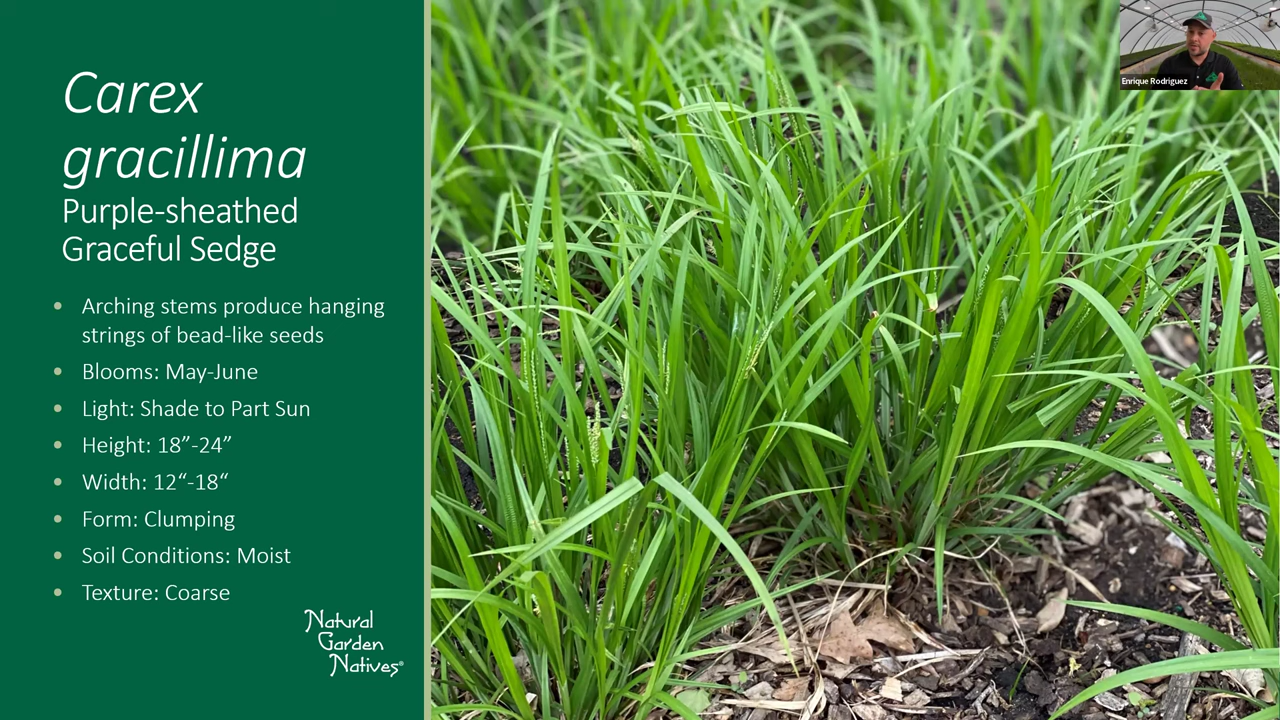 Carex
gracillima
Purple-sheathed
Graceful Sedge
• Arching stems produce hanging
strings of bead-like seeds
• Blooms: May-June
• Light: Shade to Part Sun
• Height: 18”-24”
• Width: 12“-18“
• Form: Clumping
• Soil Conditions: Moist
• Texture: Coarse
Natural
Garden
Natives®
Enrique Rodriguez